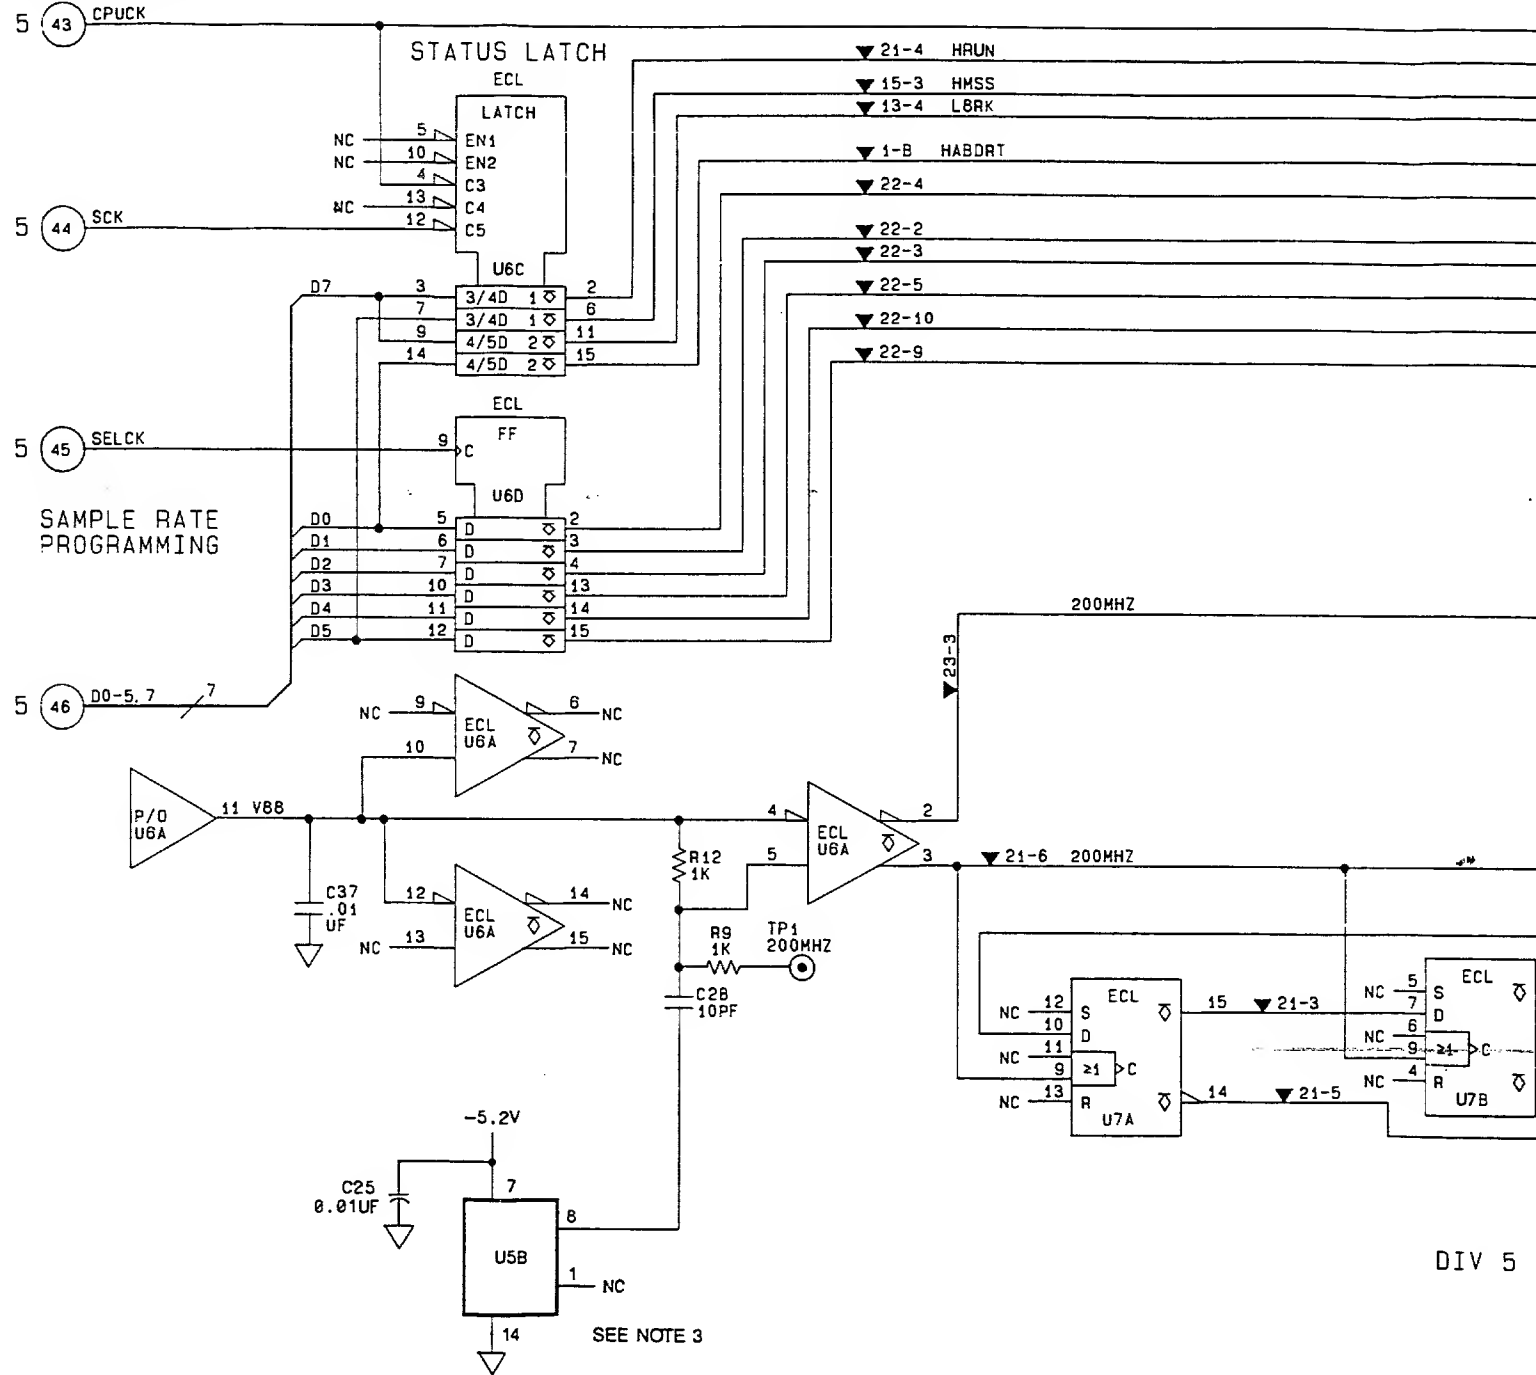 5 43 CPUCK
STATUS LATCH
ECL
LATCH
NC 5 EN1
NC 10 EN2
4 C3
NC 13 C4
5 44 SCK 12 C5
U6C
D7 3 3/4D 1 2
7 3/4D 1 6
9 4/5D 2 11
14 4/5D 2 15
21-4 HRUN
15-3 HMSS
13-4 L8RK
1-B HABDRT
22-4
22-2
22-3
22-5
22-10
22-9
ECL
FF
5 45 SELCK 9 C
U6D
SAMPLE RATE
PROGRAMMING
D0 5 D 2
D1 6 D 3
D2 7 D 4
D3 10 D 13
D4 11 D 14
D5 12 D 15
5 46 D0-5,7 7
200MHZ
23-3
NC 9 ECL U6A 6 NC
10 7 NC
P/O
U6A
11 V88
C37
.01
UF
12 ECL U6A 14 NC
NC 13 15 NC
R12
1K
4 ECL U6A 2
5 3
21-6 200MHZ
R9
1K
TP1
200MHZ
C28
10PF
ECL
NC 12 S 15 21-3
10 D
NC 11
9 ≥1 C
NC 13 R 14 21-5
U7A
ECL
NC 5 S
7 D
NC 6
9 ≥1 C
NC 4 R
U7B
-5.2V
C25
0.01UF
7
U5B
8
1 NC
14
SEE NOTE 3
DIV 5